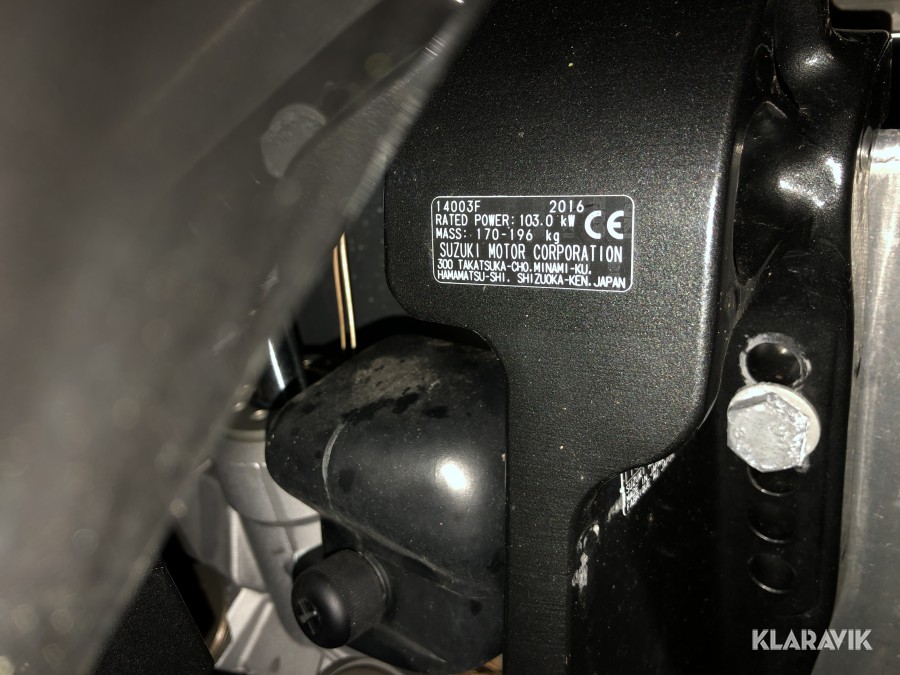 14003F 2016
RATED POWER: 103.0 kW
MASS: 170-196 kg
CE
SUZUKI MOTOR CORPORATION
300 TAKATSUKA-CHO. MINAMI-KU.
HAMAMATSU-SHI. SHIZUOKA-KEN. JAPAN
KLARAVIK